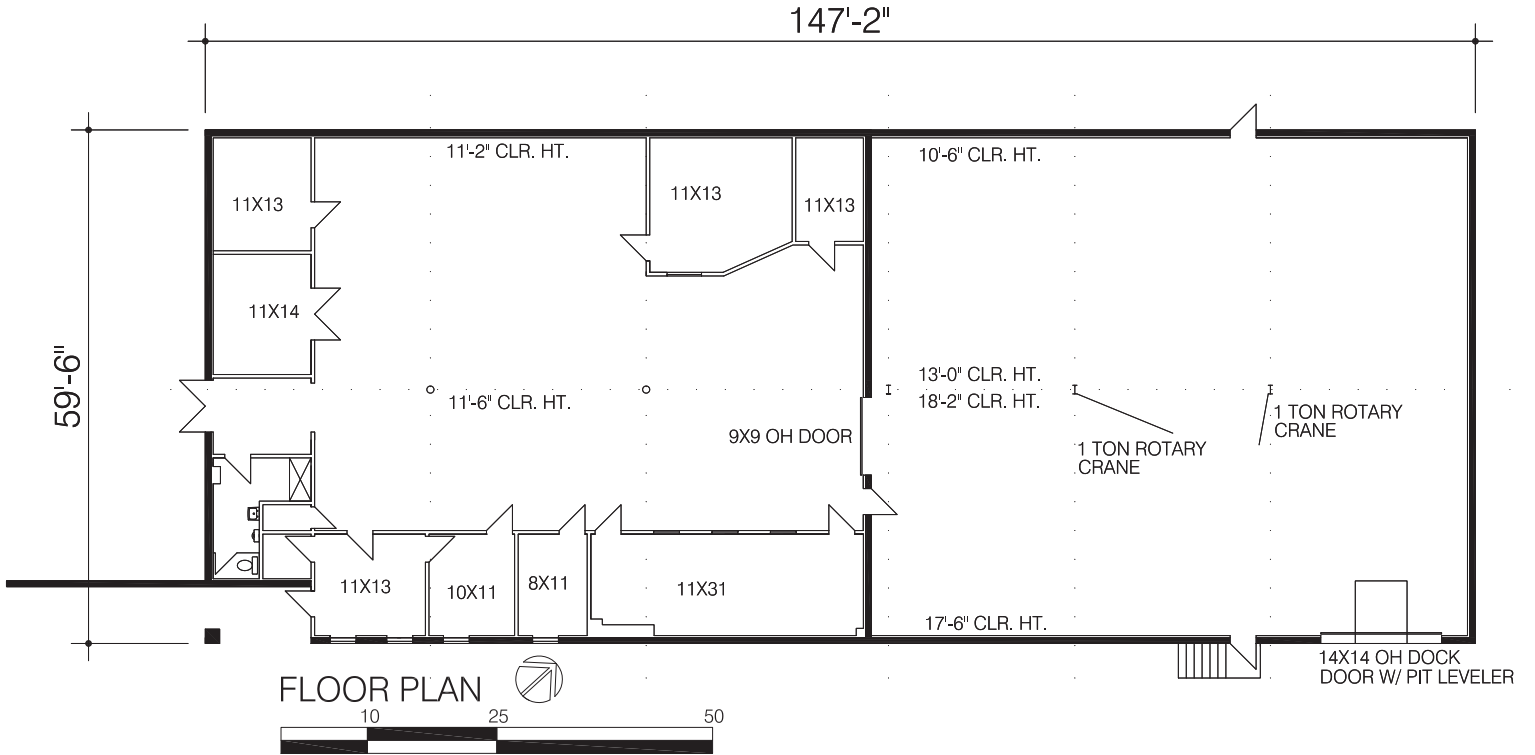 147'-2"
11'-2" CLR. HT.
10'-6" CLR. HT.
11X13
11X13
11X13
11X14
59'-6"
13'-0" CLR. HT.
11'-6" CLR. HT.
18'-2" CLR. HT.
9X9 OH DOOR
1 TON ROTARY
CRANE
1 TON ROTARY
CRANE
11X13
10X11
8X11
11X31
17'-6" CLR. HT.
14X14 OH DOCK
DOOR W/ PIT LEVELER
FLOOR PLAN
10
25
50